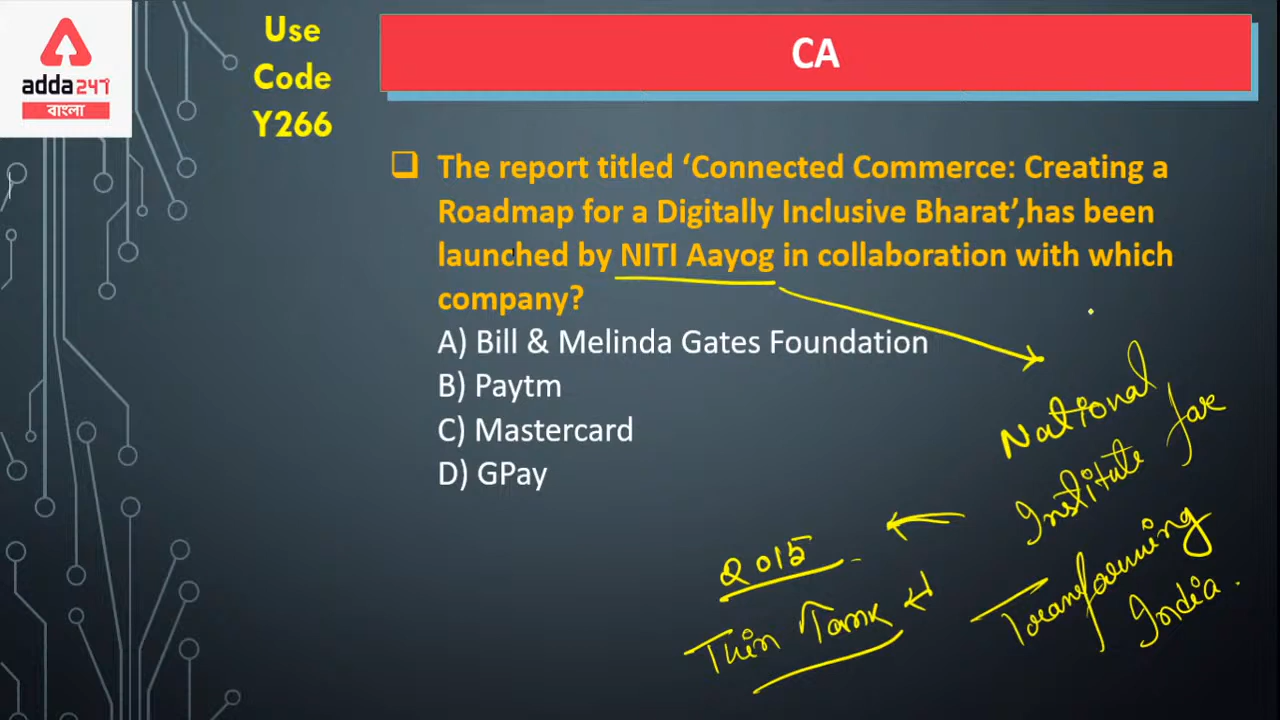 adda247
বাংলা
Use
Code
Y266
CA
The report titled ‘Connected Commerce: Creating a
Roadmap for a Digitally Inclusive Bharat’,has been
launched by NITI Aayog in collaboration with which
company?
A) Bill & Melinda Gates Foundation
B) Paytm
C) Mastercard
D) GPay
National
Institute for
Transforming
India.
2015
Thin Tank